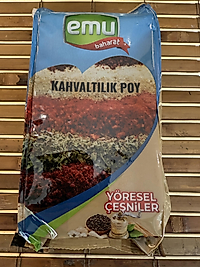 emu
baharat
KAHVALTILIK POY
YÖRESEL
ÇEŞNİLER